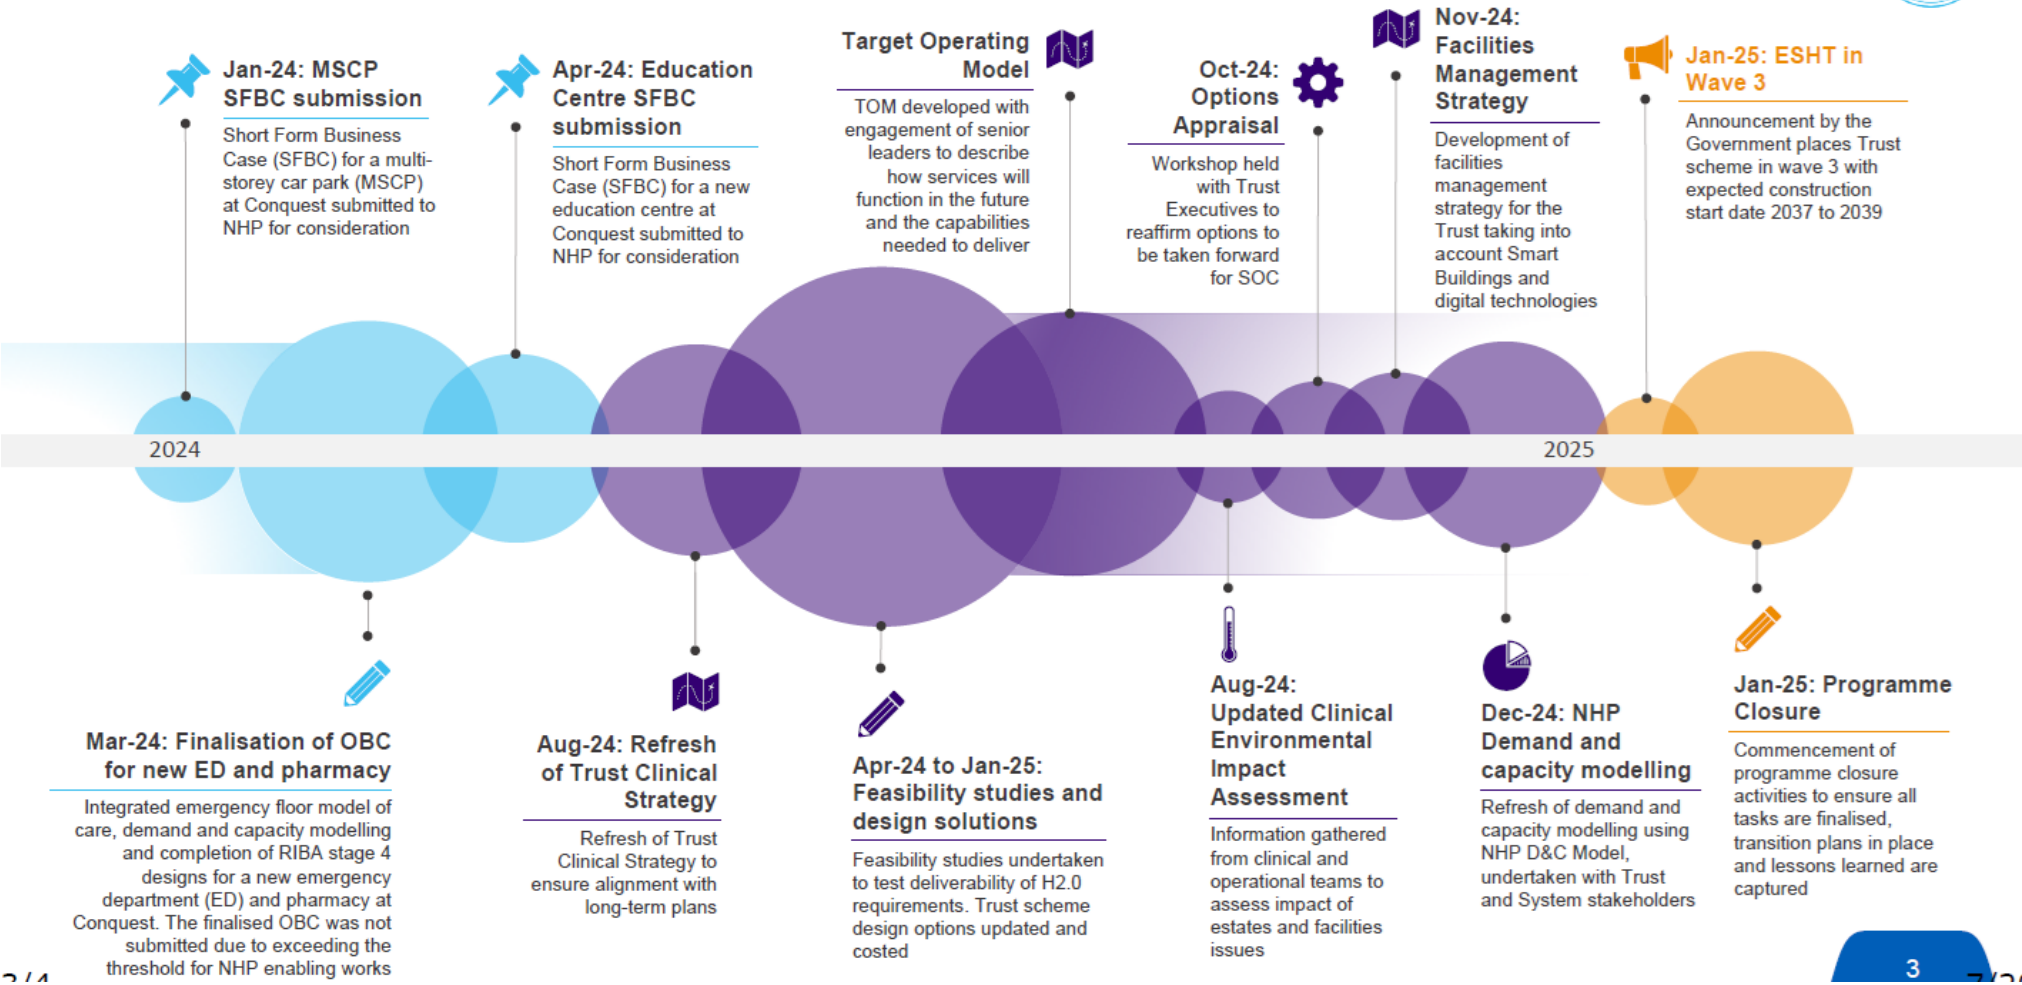 Jan-24: MSCP
SFBC submission
Short Form Business
Case (SFBC) for a multi-
storey car park (MSCP)
at Conquest submitted to
NHP for consideration
Apr-24: Education
Centre SFBC
submission
Short Form Business
Case (SFBC) for a new
education centre at
Conquest submitted to
NHP for consideration
Target Operating
Model
TOM developed with
engagement of senior
leaders to describe
how services will
function in the future
and the capabilities
needed to deliver
Oct-24:
Options
Appraisal
Workshop held
with Trust
Executives to
reaffirm options to
be taken forward
for SOC
Nov-24:
Facilities
Management
Strategy
Development of
facilities
management
strategy for the
Trust taking into
account Smart
Buildings and
digital technologies
Jan-25: ESHT in
Wave 3
Announcement by the
Government places Trust
scheme in wave 3 with
expected construction
start date 2037 to 2039
2024
2025
Mar-24: Finalisation of OBC
for new ED and pharmacy
Integrated emergency floor model of
care, demand and capacity modelling
and completion of RIBA stage 4
designs for a new emergency
department (ED) and pharmacy at
Conquest. The finalised OBC was not
submitted due to exceeding the
threshold for NHP enabling works
Aug-24: Refresh
of Trust Clinical
Strategy
Refresh of Trust
Clinical Strategy to
ensure alignment with
long-term plans
Apr-24 to Jan-25:
Feasibility studies and
design solutions
Feasibility studies undertaken
to test deliverability of H2.0
requirements. Trust scheme
design options updated and
costed
Aug-24:
Updated Clinical
Environmental
Impact
Assessment
Information gathered
from clinical and
operational teams to
assess impact of
estates and facilities
issues
Dec-24: NHP
Demand and
capacity modelling
Refresh of demand and
capacity modelling using
NHP D&C Model,
undertaken with Trust
and System stakeholders
Jan-25: Programme
Closure
Commencement of
programme closure
activities to ensure all
tasks are finalised,
transition plans in place
and lessons learned are
captured
3